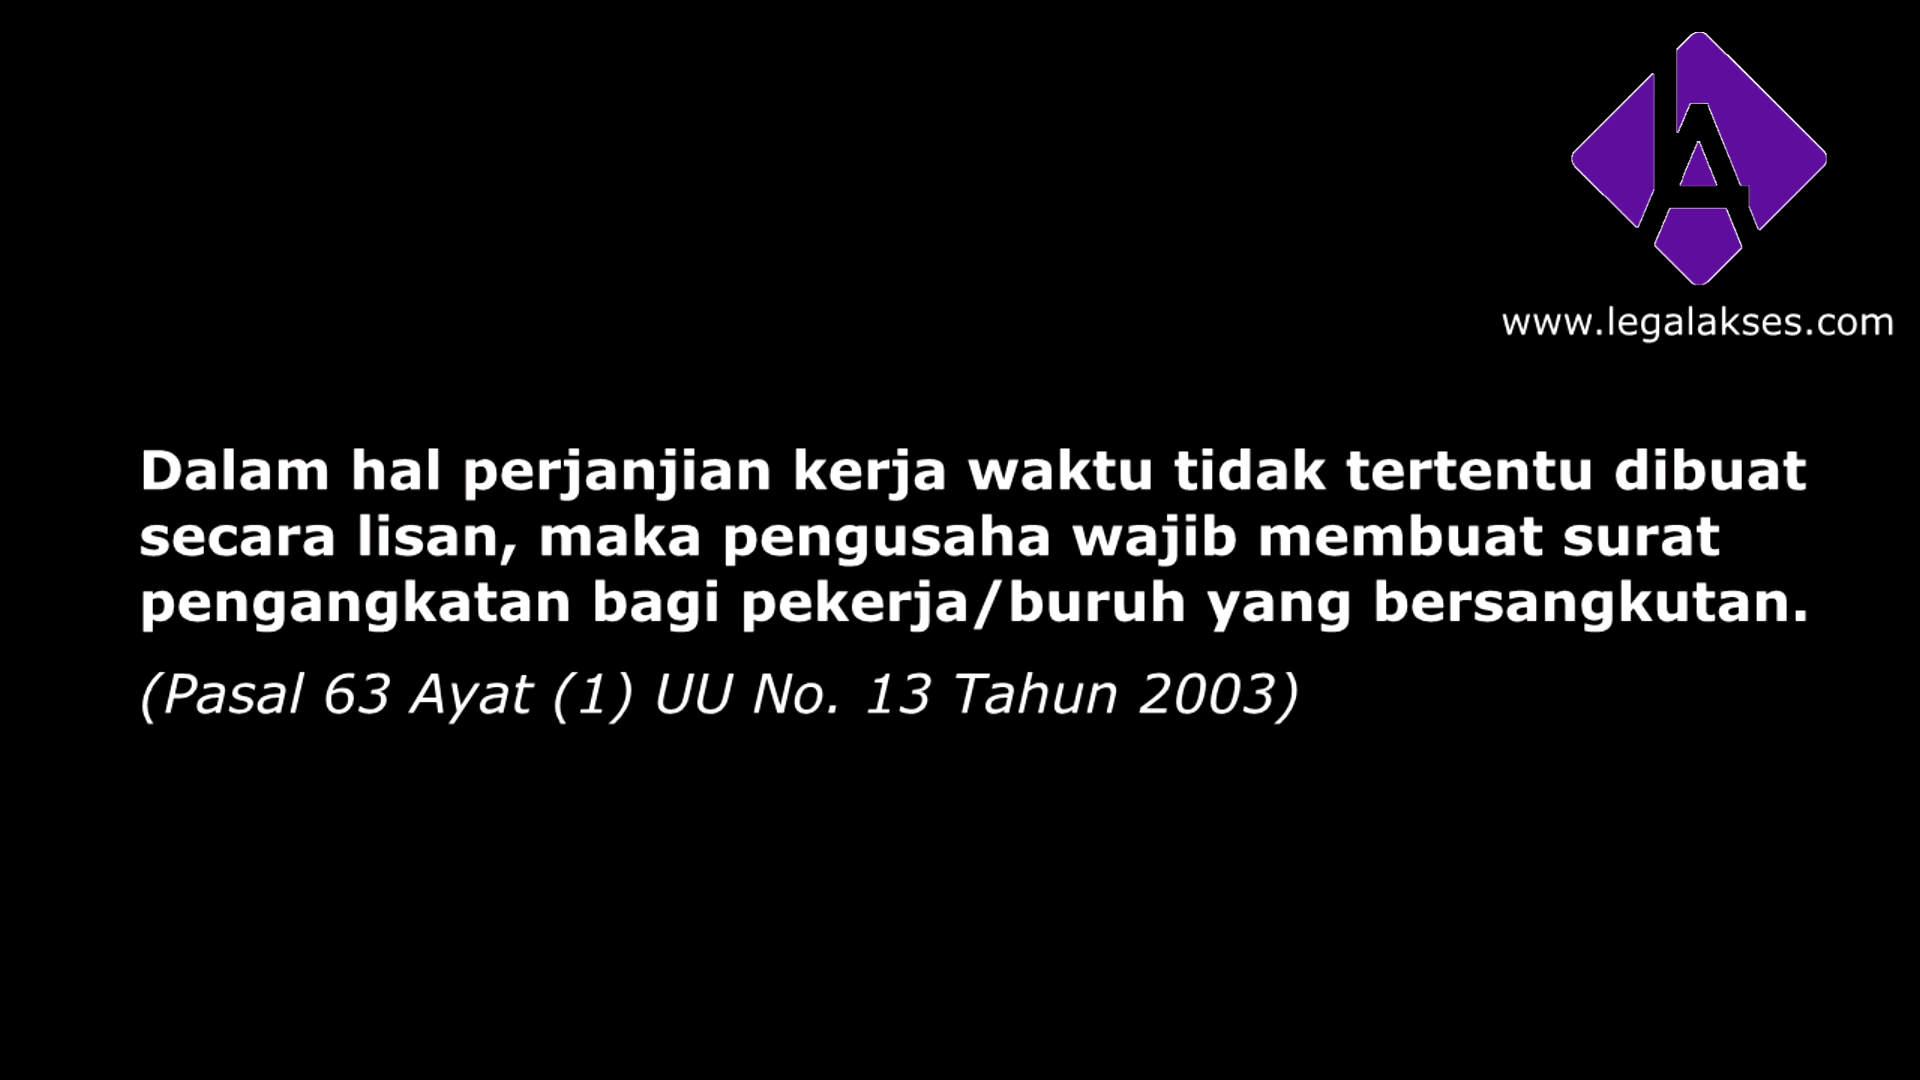 www.legalakses.com
Dalam hal perjanjian kerja waktu tidak tertentu dibuat
secara lisan, maka pengusaha wajib membuat surat
pengangkatan bagi pekerja/buruh yang bersangkutan.
(Pasal 63 Ayat (1) UU No. 13 Tahun 2003)